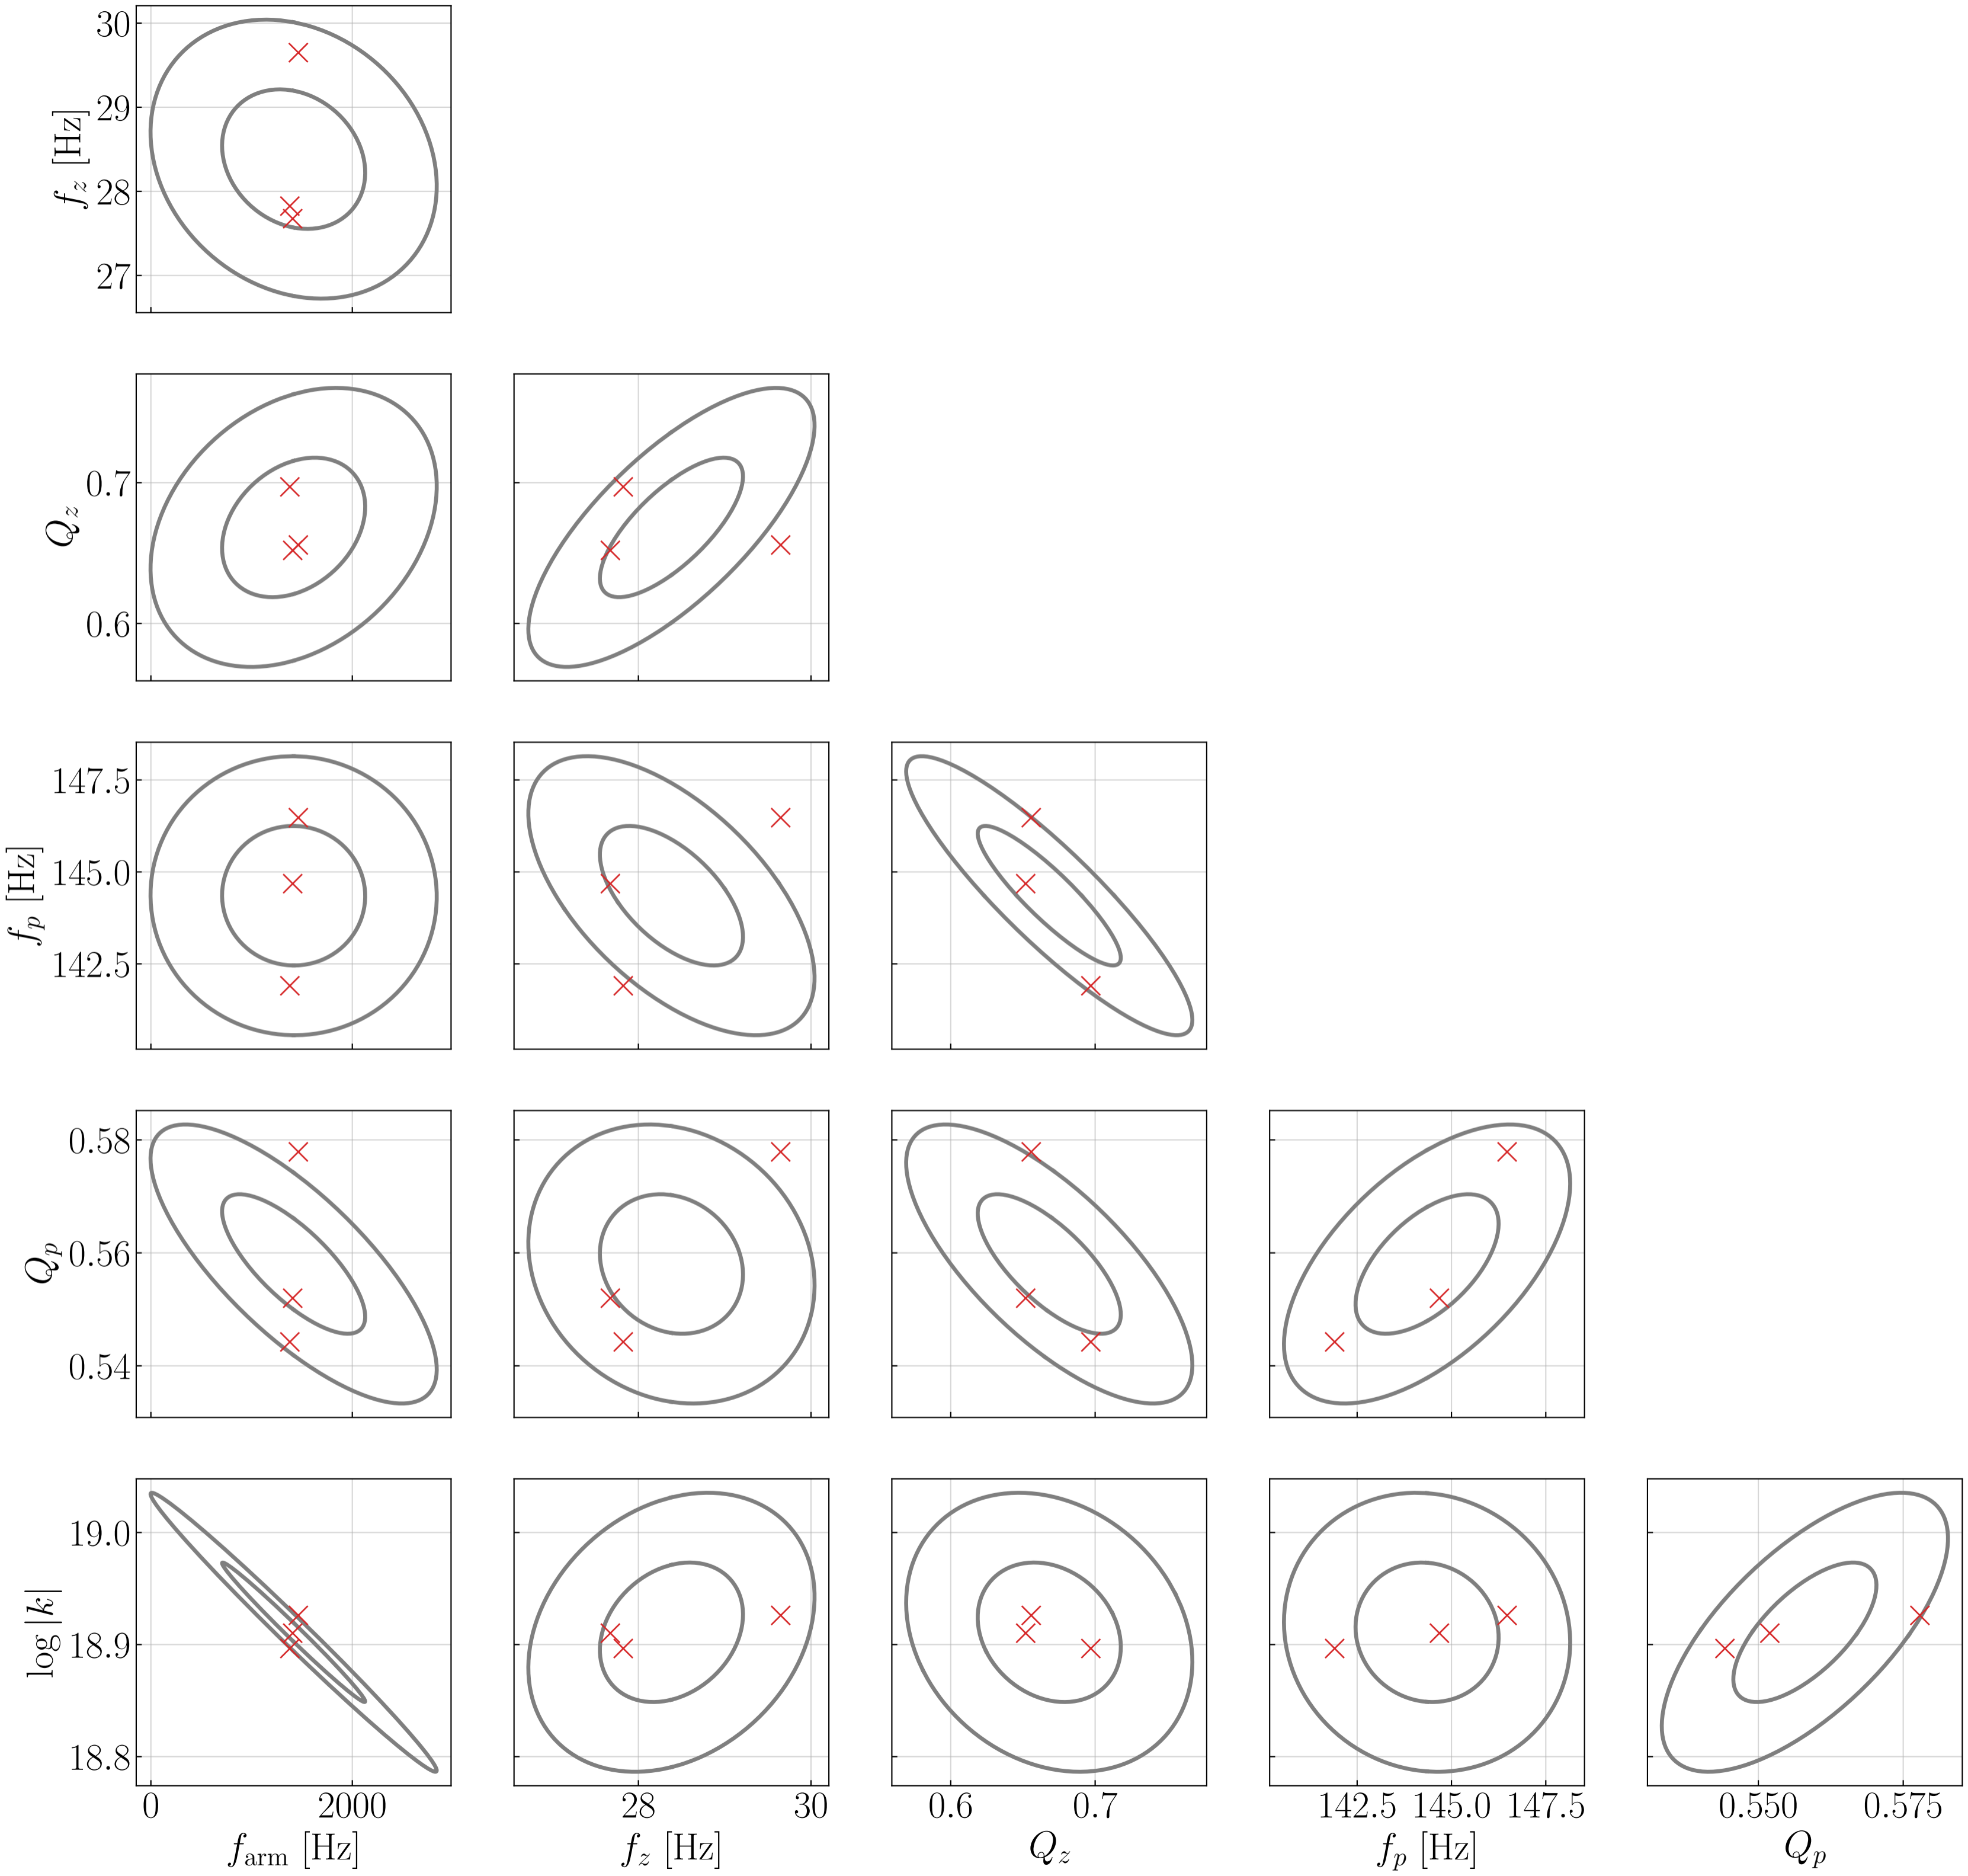 30
29
28
27
f_z [Hz]
0.7
0.6
Q_z
147.5
145.0
142.5
f_p [Hz]
0.58
0.56
0.54
Q_p
19.0
18.9
18.8
log |k|
0 2000
28 30
0.6 0.7
142.5 145.0 147.5
0.550 0.575
f_arm [Hz]
f_z [Hz]
Q_z
f_p [Hz]
Q_p